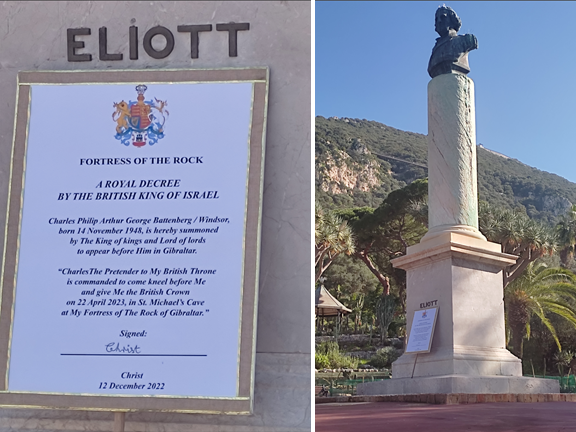 ELIOTT
FORTRESS OF THE ROCK
A ROYAL DECREE
BY THE BRITISH KING OF ISRAEL
Charles Philip Arthur George Battenberg / Windsor,
born 14 November 1948, is hereby summoned
by The King of kings and Lord of lords
to appear before Him in Gibraltar.
"CharlesThe Pretender to My British Throne
is commanded to come kneel before Me
and give Me the British Crown
on 22 April 2023, in St. Michael's Cave
at My Fortress of The Rock of Gibraltar."
Signed:
Christ
Christ
12 December 2022
ELIOTT